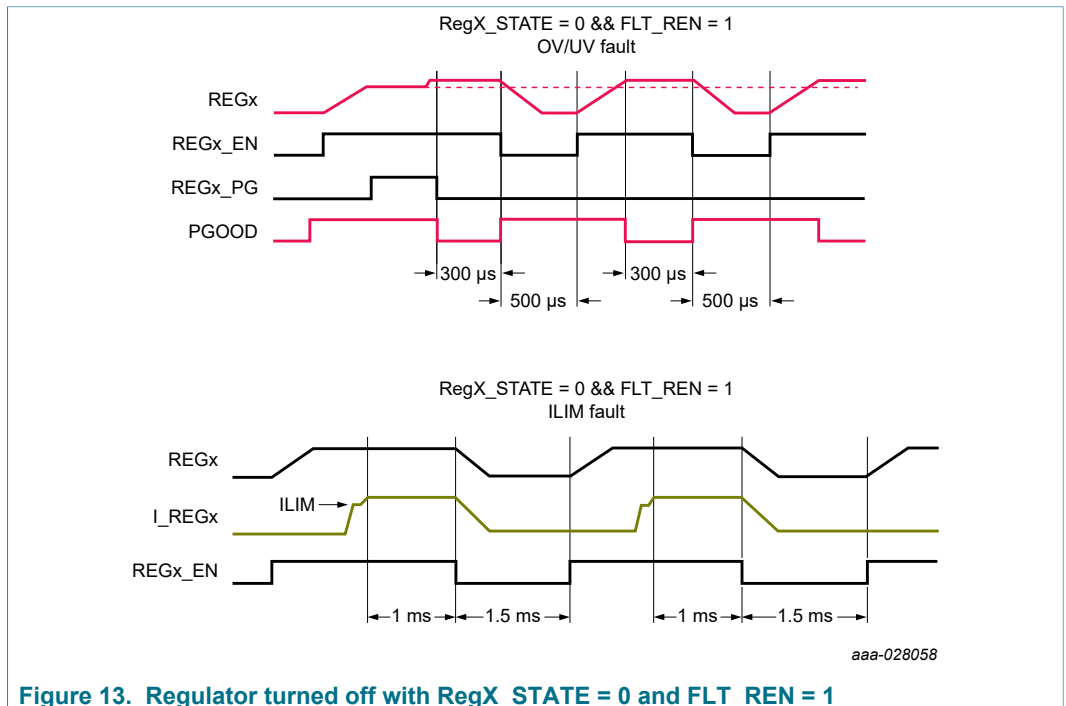 RegX_STATE = 0 && FLT_REN = 1
OV/UV fault
REGx
REGx_EN
REGx_PG
PGOOD
300 µs
300 µs
500 µs
500 µs
RegX_STATE = 0 && FLT_REN = 1
ILIM fault
REGx
ILIM
I_REGx
REGx_EN
1 ms
1.5 ms
1 ms
1.5 ms
aaa-028058
Figure 13. Regulator turned off with RegX_STATE = 0 and FLT_REN = 1